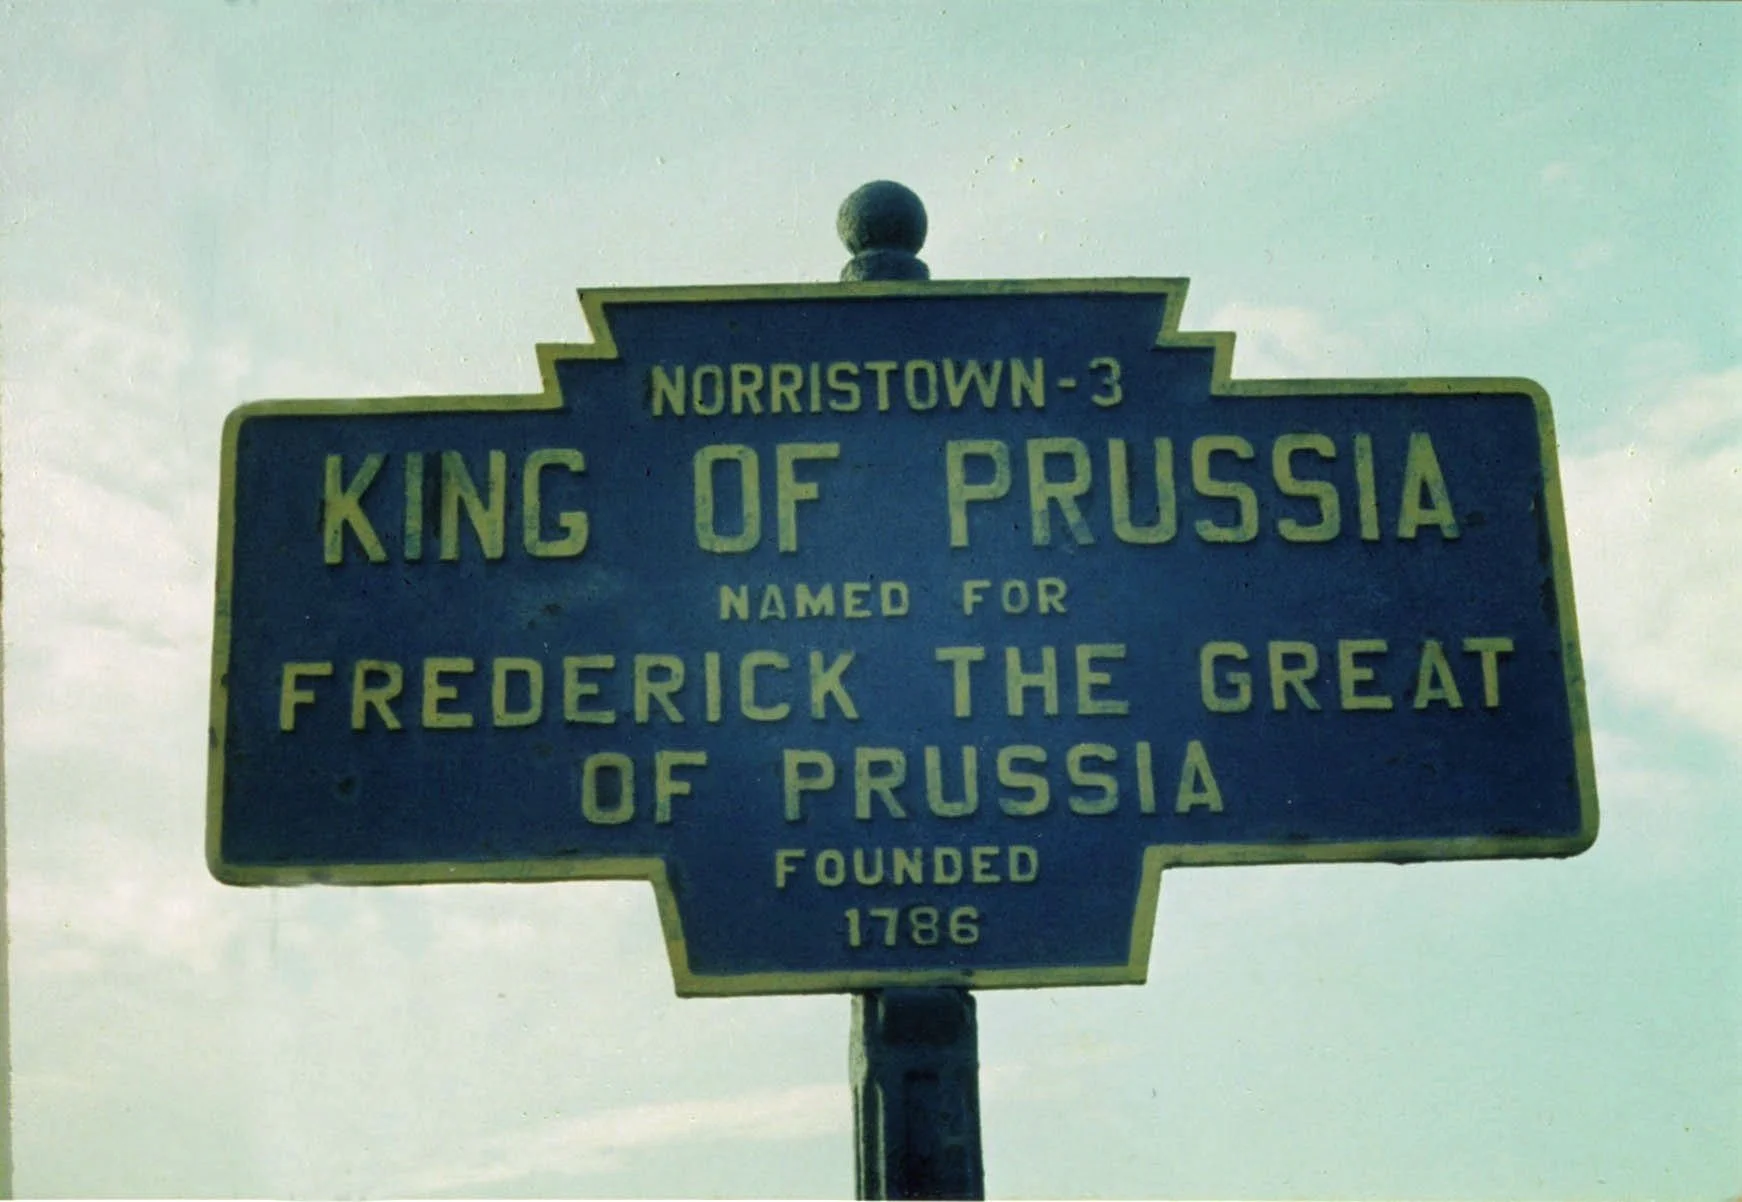 NORRISTOWN-3
KING OF PRUSSIA
NAMED FOR
FREDERICK THE GREAT
OF PRUSSIA
FOUNDED
1786